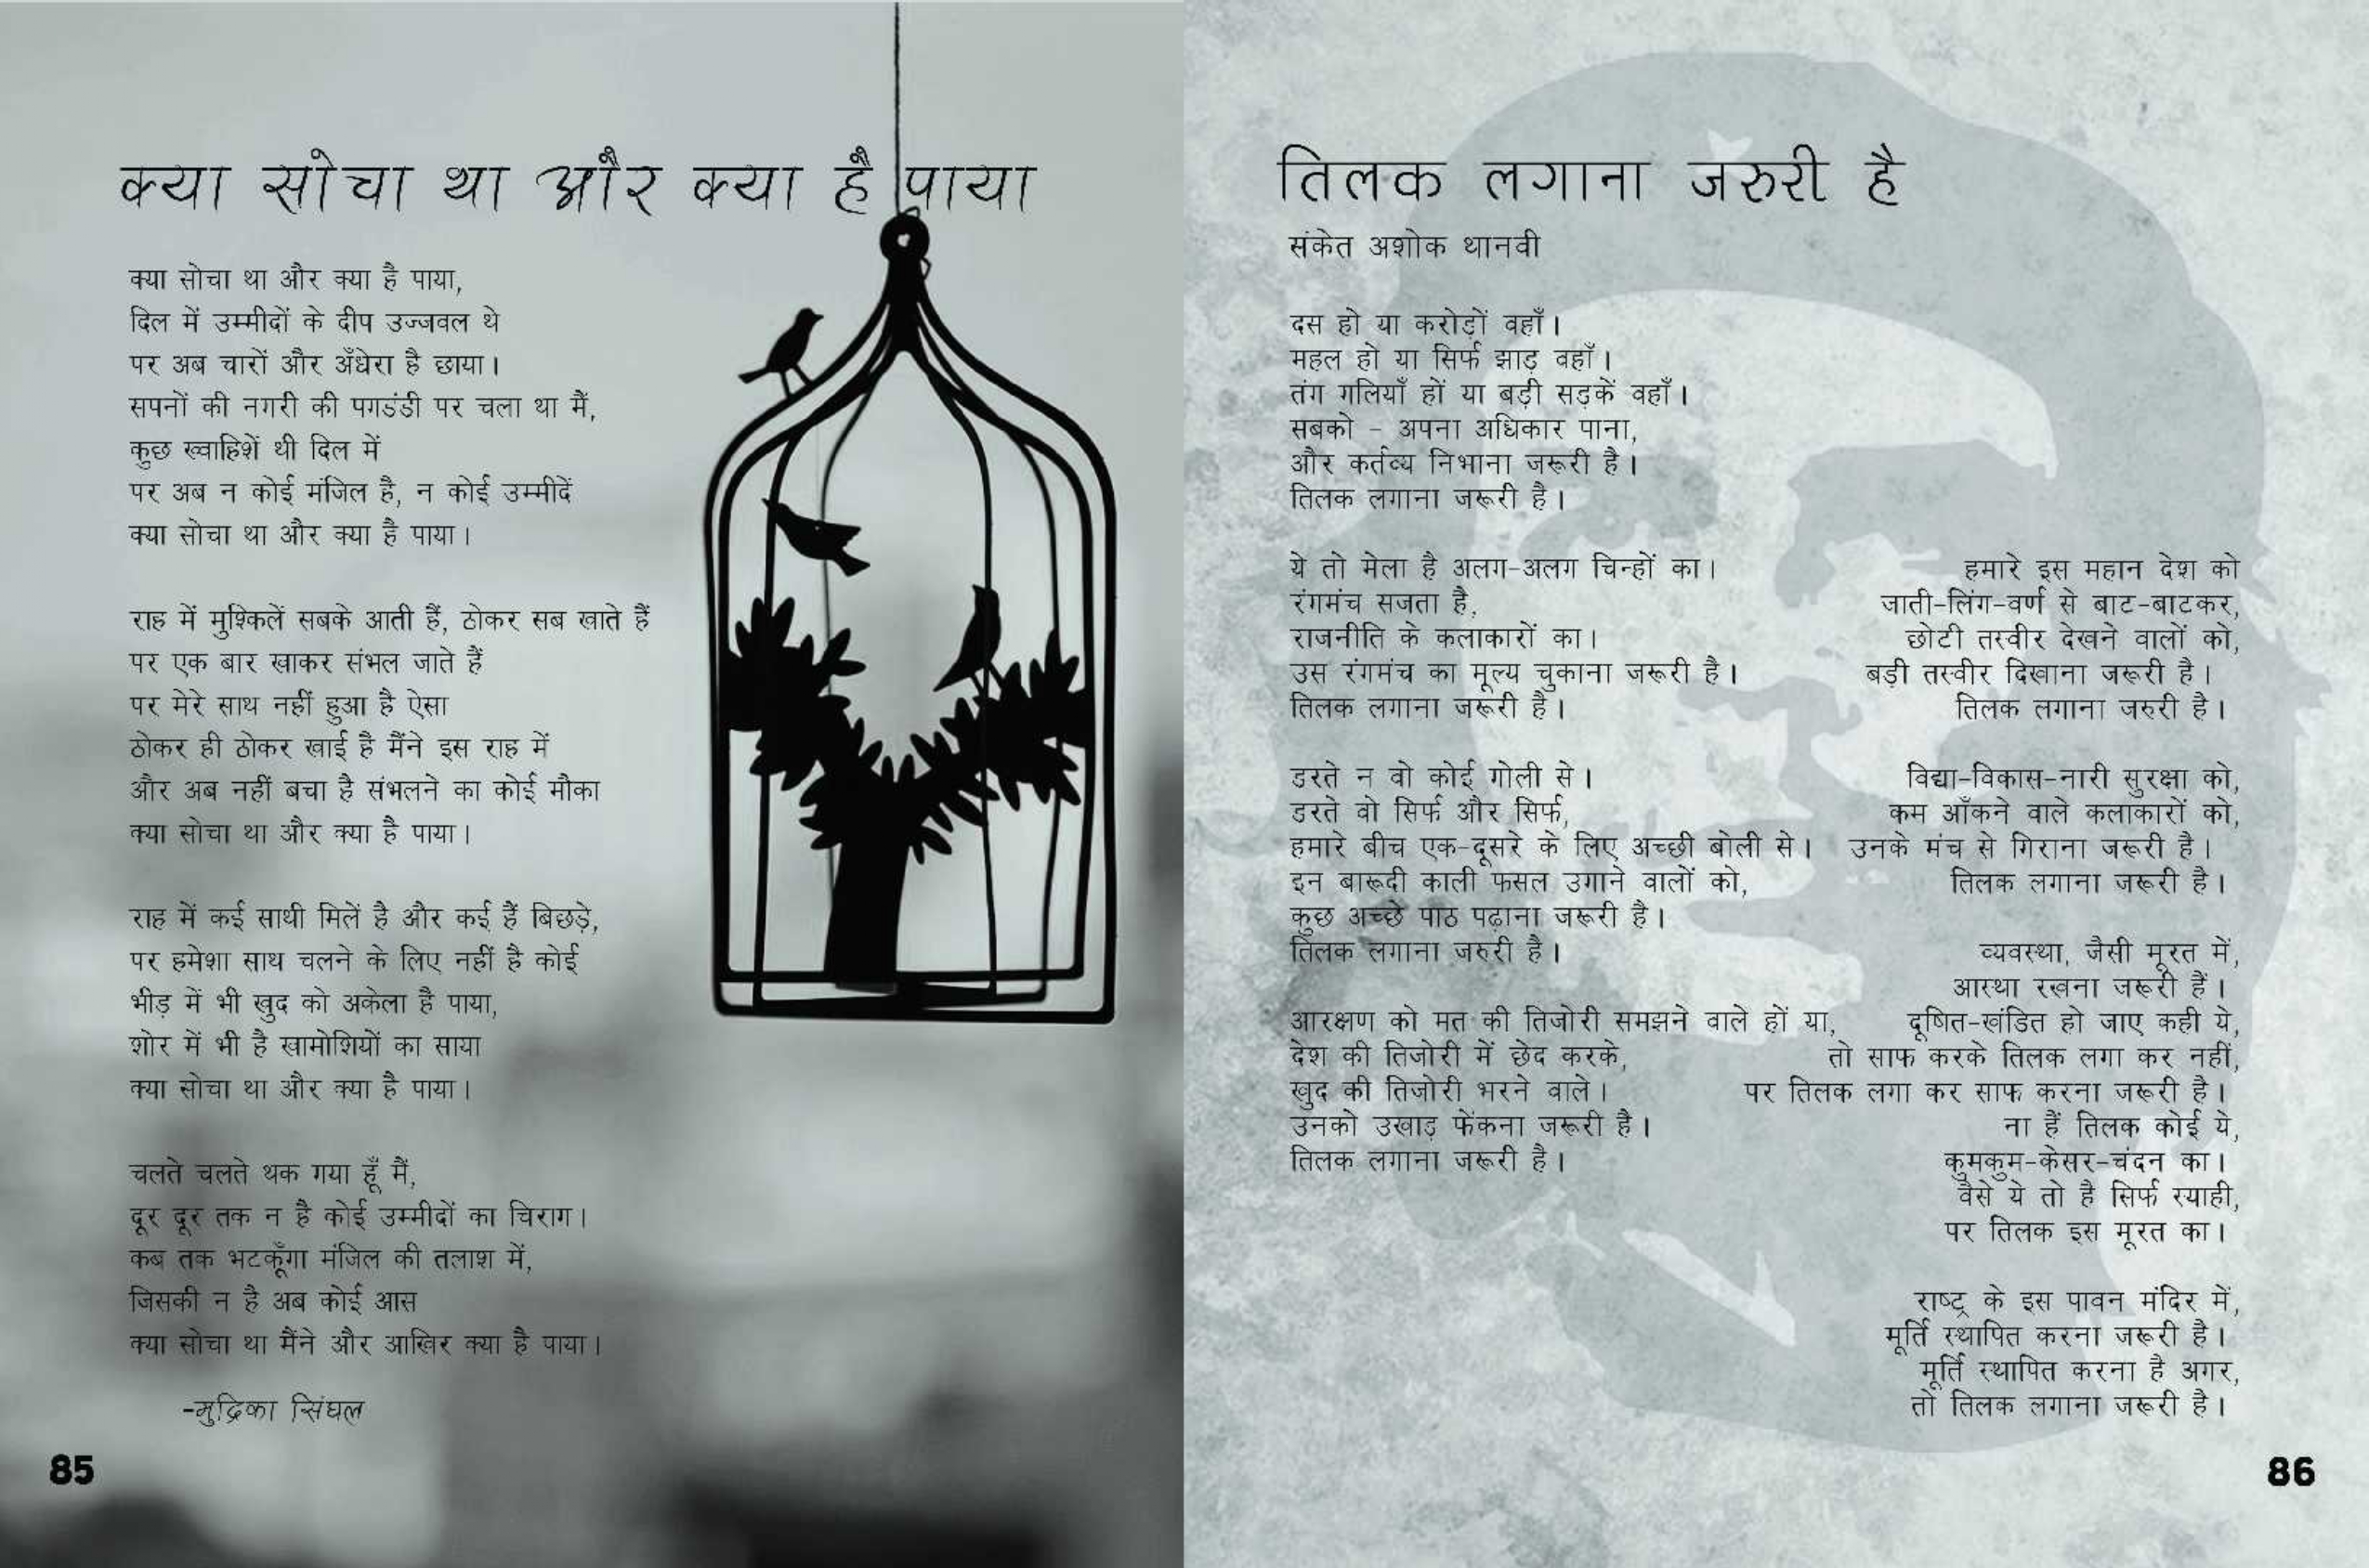 क्या सोचा था और क्या है पाया
क्या सोचा था और क्या है पाया,
दिल में उम्मीदों के दीप उज्जवल थे
पर अब चारों और अँधेरा है छाया।
सपनों की नगरी की पगडंडी पर चला था मैं,
कुछ ख्वाहिशें थी दिल में
पर अब न कोई मंजिल है, न कोई उम्मीदें
क्या सोचा था और क्या है पाया।
राह में मुश्किलें सबके आती हैं, ठोकर सब खाते हैं
पर एक बार खाकर संभल जाते हैं
पर मेरे साथ नहीं हुआ है ऐसा
ठोकर ही ठोकर खाई है मैंने इस राह में
और अब नहीं बचा है संभलने का कोई मौका
क्या सोचा था और क्या है पाया।
राह में कई साथी मिलें है और कई हैं बिछड़े,
पर हमेशा साथ चलने के लिए नहीं है कोई
भीड़ में भी खुद को अकेला है पाया,
शोर में भी है खामोशियों का साया
क्या सोचा था और क्या है पाया।
चलते चलते थक गया हूँ मैं,
दूर दूर तक न है कोई उम्मीदों का चिराग।
कब तक भटकूँगा मंजिल की तलाश में,
जिसकी न है अब कोई आस
क्या सोचा था मैंने और आखिर क्या है पाया।
-मुद्रिका सिंघल
85
तिलक लगाना जरुरी है
संकेत अशोक थानवी
दस हो या करोड़ों वहाँ।
महल हो या सिर्फ झाड़ वहाँ।
तंग गलियाँ हों या बड़ी सड़कें वहाँ।
सबको - अपना अधिकार पाना,
और कर्तव्य निभाना जरूरी है।
तिलक लगाना जरूरी है।
ये तो मेला है अलग-अलग चिन्हों का।
रंगमंच सजता है,
राजनीति के कलाकारों का।
उस रंगमंच का मूल्य चुकाना जरूरी है।
तिलक लगाना जरूरी है।
डरते न वो कोई गोली से।
डरते वो सिर्फ और सिर्फ,
हमारे बीच एक-दूसरे के लिए अच्छी बोली से।
इन बारूदी काली फसल उगाने वालों को,
कुछ अच्छे पाठ पढ़ाना जरूरी है।
तिलक लगाना जरुरी है।
आरक्षण को मत की तिजोरी समझने वाले हों या,
देश की तिजोरी में छेद करके,
खुद की तिजोरी भरने वाले।
उनको उखाड़ फेंकना जरूरी है।
तिलक लगाना जरूरी है।
हमारे इस महान देश को
जाती-लिंग-वर्ण से बाट-बाटकर,
छोटी तस्वीर देखने वालों को,
बड़ी तस्वीर दिखाना जरूरी है।
तिलक लगाना जरुरी है।
विद्या-विकास-नारी सुरक्षा को,
कम आँकने वाले कलाकारों को,
उनके मंच से गिराना जरूरी है।
तिलक लगाना जरूरी है।
व्यवस्था, जैसी मूरत में,
आस्था रखना जरूरी हैं।
दूषित-खंडित हो जाए कही ये,
तो साफ करके तिलक लगा कर नहीं,
पर तिलक लगा कर साफ करना जरूरी है।
ना हैं तिलक कोई ये,
कुमकुम-केसर-चंदन का।
वैसे ये तो है सिर्फ स्याही,
पर तिलक इस मूरत का।
राष्ट्र के इस पावन मंदिर में,
मूर्ति स्थापित करना जरूरी है।
मूर्ति स्थापित करना है अगर,
तो तिलक लगाना जरूरी है।
86